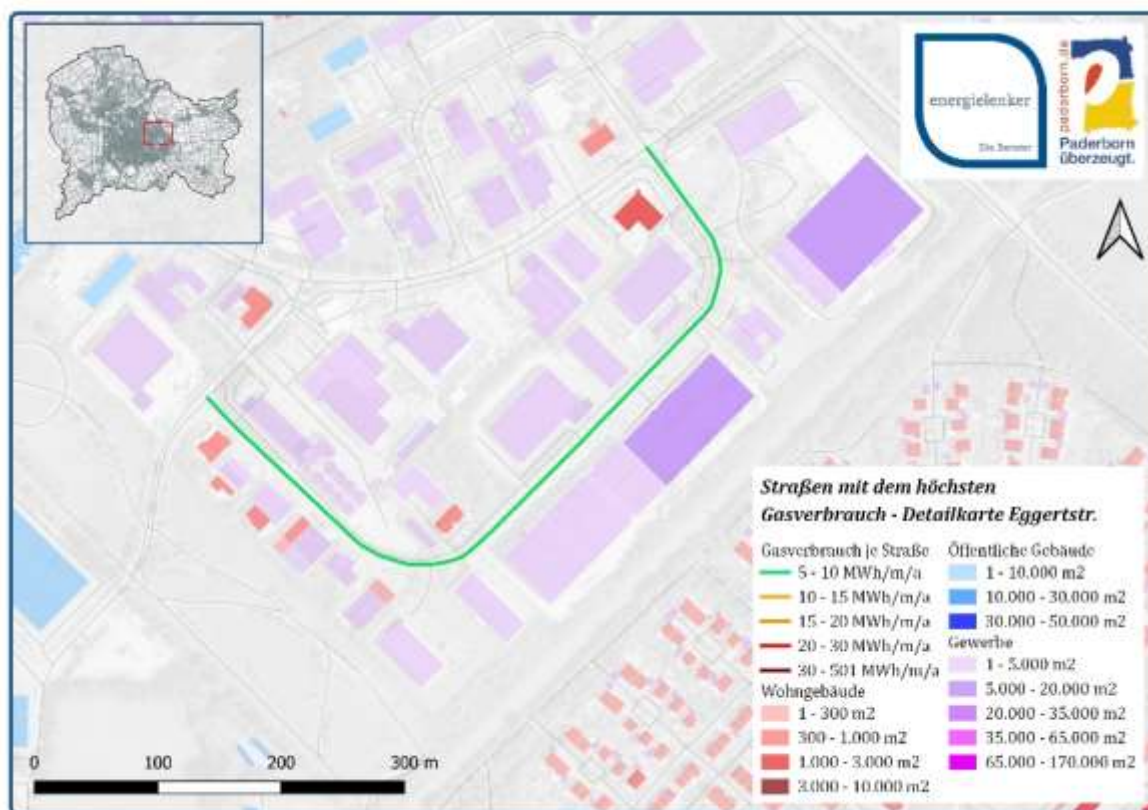 energielenker
Die Berater
paderborn.de
Paderborn
überzeugt.
Straßen mit dem höchsten
Gasverbrauch - Detailkarte Eggertstr.
Gasverbrauch je Straße
5 - 10 MWh/m/a
10 - 15 MWh/m/a
15 - 20 MWh/m/a
20 - 30 MWh/m/a
30 - 501 MWh/m/a
Wohngebäude
1 - 300 m2
300 - 1.000 m2
1.000 - 3.000 m2
3.000 - 10.000 m2
Öffentliche Gebäude
1 - 10.000 m2
10.000 - 30.000 m2
30.000 - 50.000 m2
Gewerbe
1 - 5.000 m2
5.000 - 20.000 m2
20.000 - 35.000 m2
35.000 - 65.000 m2
65.000 - 170.000 m2
0 100 200 300 m